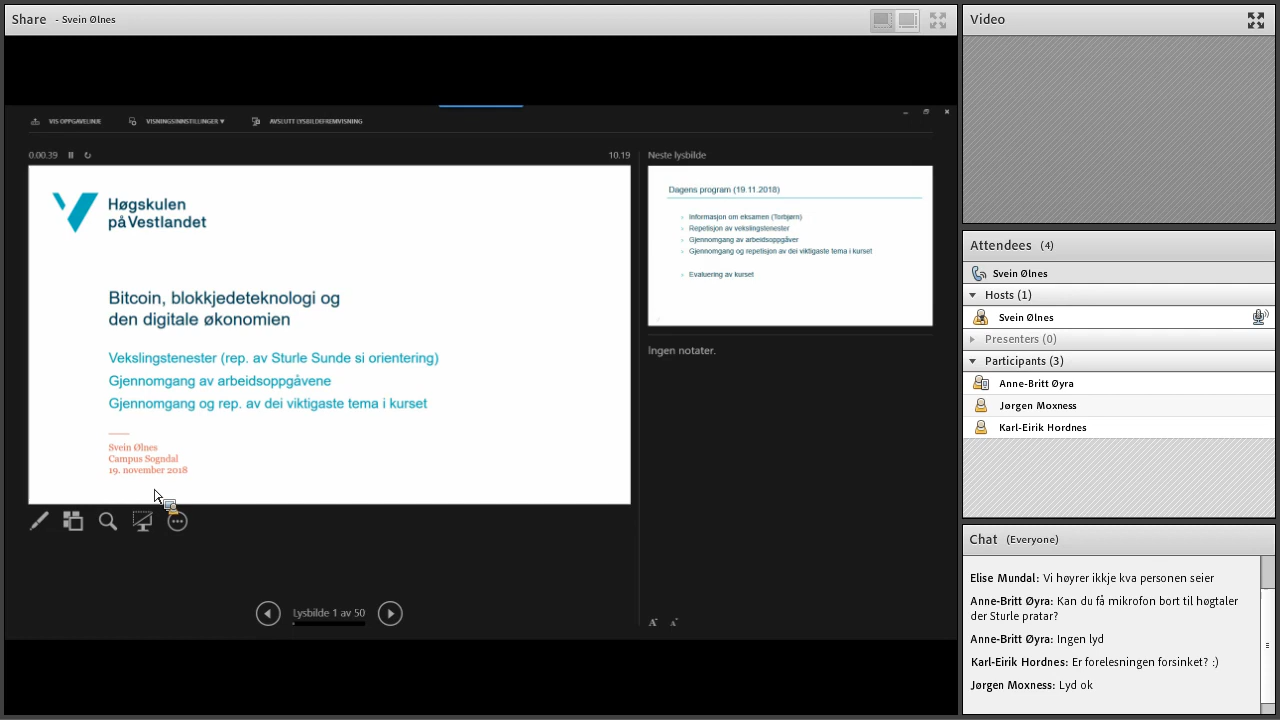 Share - Svein Ølnes
VIS OPPGAVELINJE
VISNINGSINNSTILLINGER ▾
AVSLUTT LYSBILDEFREMVISNING
0.00.39
10.19
Høgskulen
på Vestlandet
Bitcoin, blokkjedeteknologi og
den digitale økonomien
Vekslingstenester (rep. av Sturle Sunde si orientering)
Gjennomgang av arbeidsoppgåvene
Gjennomgang og rep. av dei viktigaste tema i kurset
Svein Ølnes
Campus Sogndal
19. november 2018
Lysbilde 1 av 50
Neste lysbilde
Dagens program (19.11.2018)
Informasjon om eksamen (Torbjørn)
Repetisjon av vekslingstenester
Gjennomgang av arbeidsoppgåver
Gjennomgang og repetisjon av dei viktigaste tema i kurset
Evaluering av kurset
Ingen notater.
A A
Video
Attendees (4)
Svein Ølnes
Hosts (1)
Svein Ølnes
Presenters (0)
Participants (3)
Anne-Britt Øyra
Jørgen Moxness
Karl-Eirik Hordnes
Chat (Everyone)
Elise Mundal: Vi høyrer ikkje kva personen seier
Anne-Britt Øyra: Kan du få mikrofon bort til høgtaler
der Sturle pratar?
Anne-Britt Øyra: Ingen lyd
Karl-Eirik Hordnes: Er forelesningen forsinket? :)
Jørgen Moxness: Lyd ok